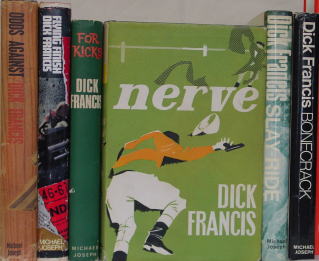 ODDS AGAINST DICK FRANCIS
Michael Joseph
DICK FRANCIS
MICHAEL JOSEPH
FOR KICKS
DICK FRANCIS
MICHAEL JOSEPH
nerve
DICK
FRANCIS
Dick Francis SLAY-RIDE
Michael Joseph
Dick Francis BONECRACK
MICHAEL JOSEPH